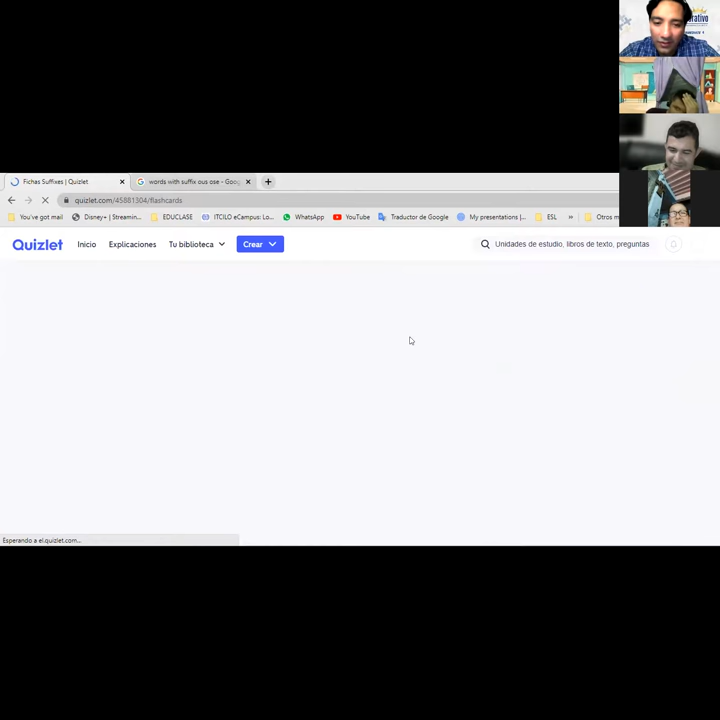 Fichas Suffixes | Quizlet
words with suffix ous ose - Goo
quizlet.com/45881304/flashcards
You've got mail
Disney+ | Streamin...
EDUCLASE
ITCILO eCampus: Lo...
WhatsApp
YouTube
Traductor de Google
My presentations |...
ESL
»
Otros m
Quizlet
Inicio
Explicaciones
Tu biblioteca
Crear
Unidades de estudio, libros de texto, preguntas
Esperando a el.quizlet.com...